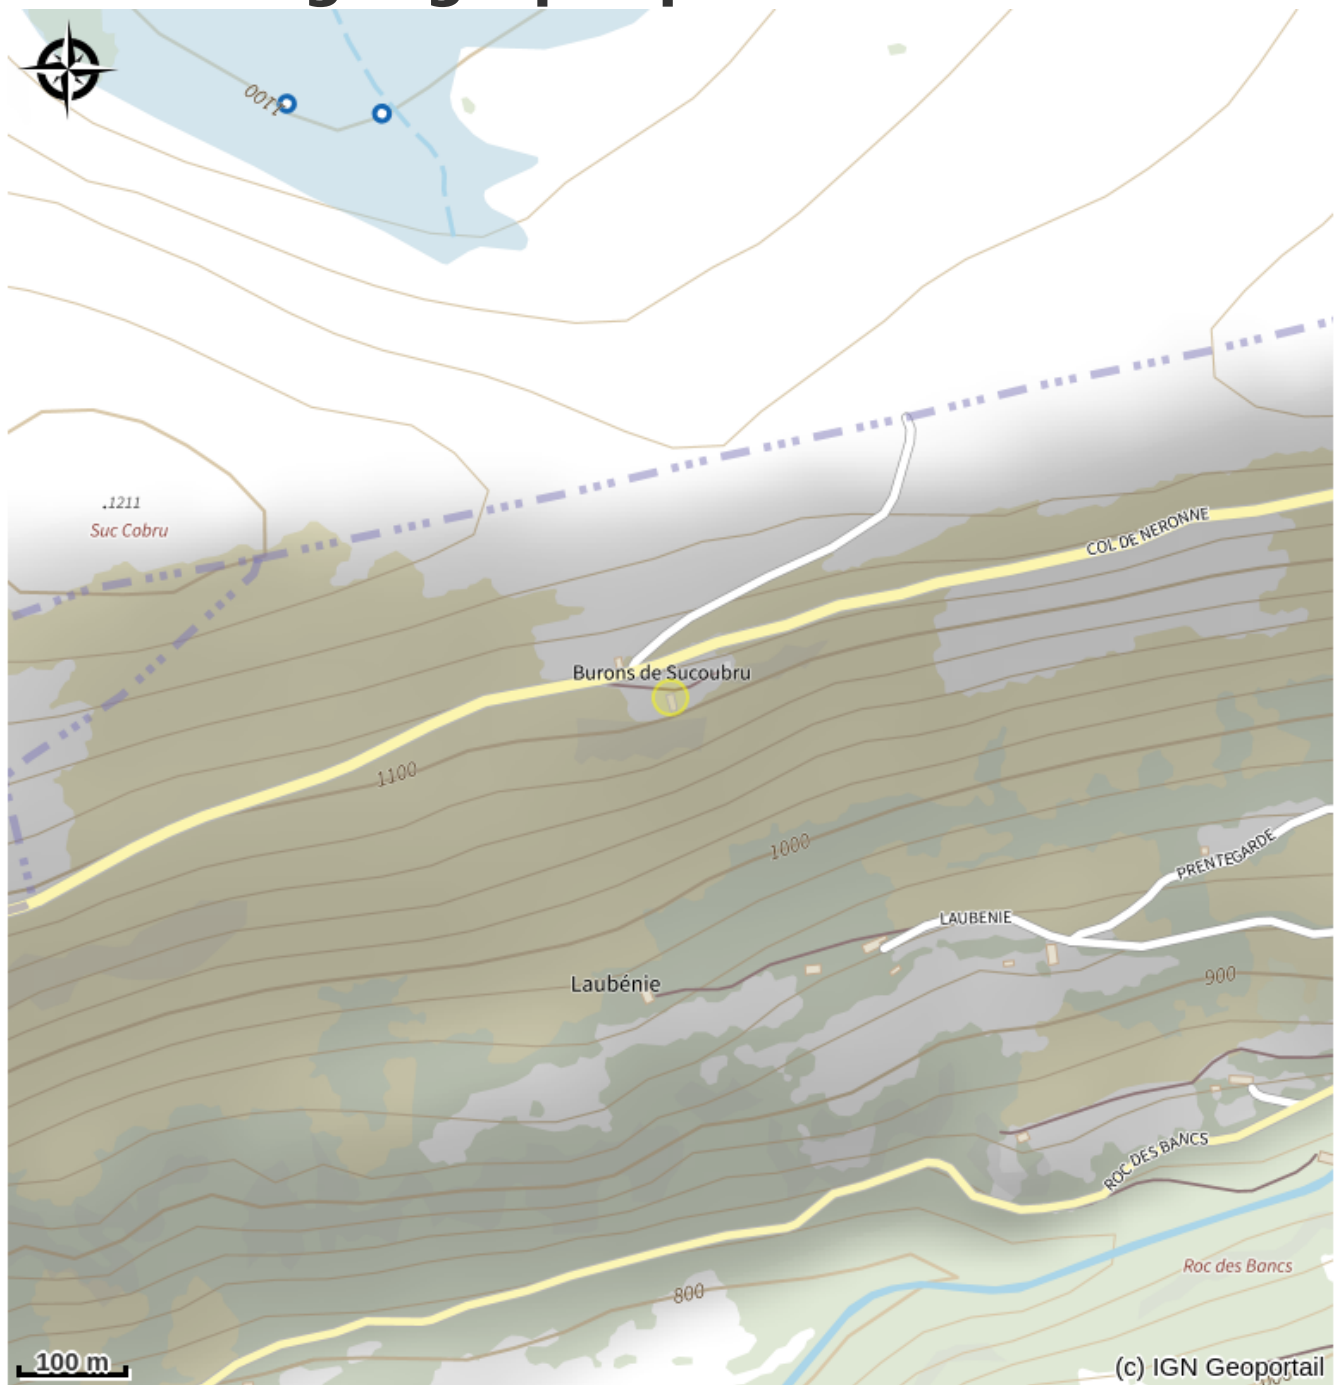 1100
.1211
Suc Cobru
COL DE NERONNE
Burons de Sucoubru
1100
1000
PRENTEGARDE
LAUBENIE
900
Laubénie
ROC DES BANCS
Roc des Bancs
800
100 m
(c) IGN Geoportail